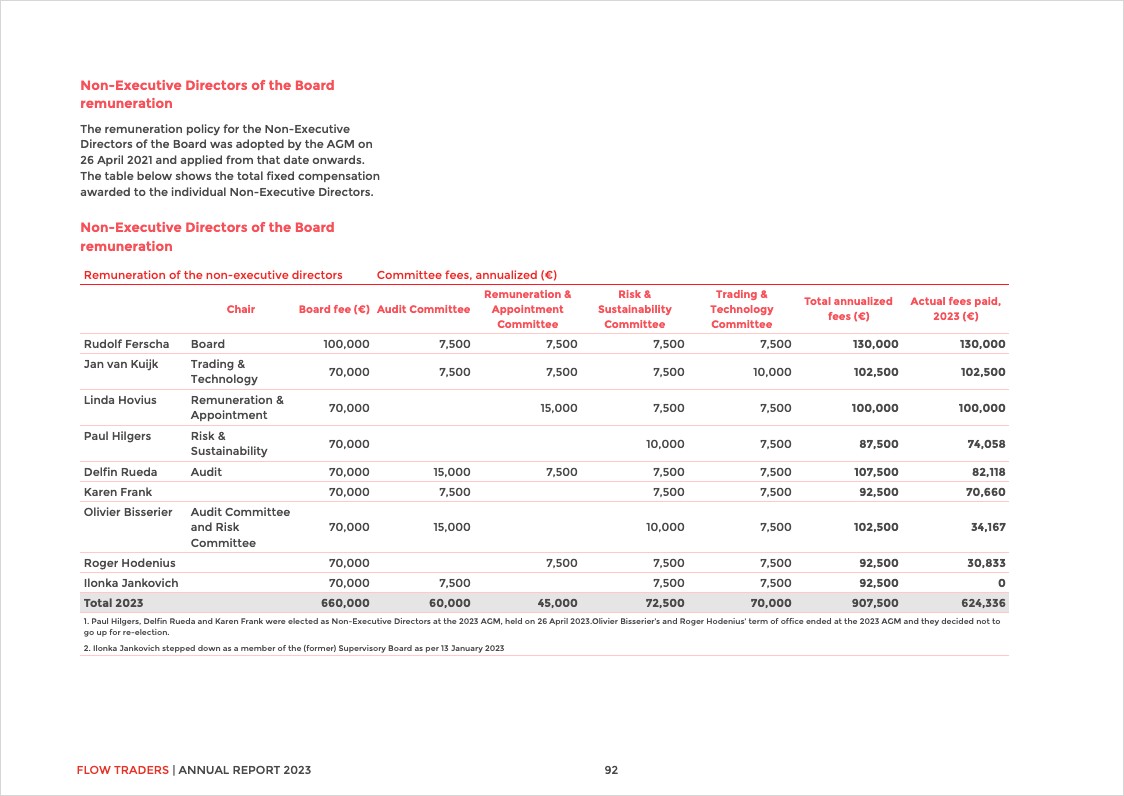 Non-Executive Directors of the Board
remuneration
The remuneration policy for the Non-Executive
Directors of the Board was adopted by the AGM on
26 April 2021 and applied from that date onwards.
The table below shows the total fixed compensation
awarded to the individual Non-Executive Directors.
Non-Executive Directors of the Board
remuneration
Remuneration of the non-executive directors Committee fees, annualized (€)
Chair Board fee (€) Audit Committee Remuneration & Appointment Committee Risk & Sustainability Committee Trading & Technology Committee Total annualized fees (€) Actual fees paid, 2023 (€)
Rudolf Ferscha Board 100,000 7,500 7,500 7,500 7,500 130,000 130,000
Jan van Kuijk Trading & Technology 70,000 7,500 7,500 7,500 10,000 102,500 102,500
Linda Hovius Remuneration & Appointment 70,000 15,000 7,500 7,500 100,000 100,000
Paul Hilgers Risk & Sustainability 70,000 10,000 7,500 87,500 74,058
Delfin Rueda Audit 70,000 15,000 7,500 7,500 7,500 107,500 82,118
Karen Frank 70,000 7,500 7,500 7,500 92,500 70,660
Olivier Bisserier Audit Committee and Risk Committee 70,000 15,000 10,000 7,500 102,500 34,167
Roger Hodenius 70,000 7,500 7,500 7,500 92,500 30,833
Ilonka Jankovich 70,000 7,500 7,500 7,500 92,500 0
Total 2023 660,000 60,000 45,000 72,500 70,000 907,500 624,336
1. Paul Hilgers, Delfin Rueda and Karen Frank were elected as Non-Executive Directors at the 2023 AGM, held on 26 April 2023.Olivier Bisserier's and Roger Hodenius' term of office ended at the 2023 AGM and they decided not to
go up for re-election.
2. Ilonka Jankovich stepped down as a member of the (former) Supervisory Board as per 13 January 2023
FLOW TRADERS | ANNUAL REPORT 2023 92